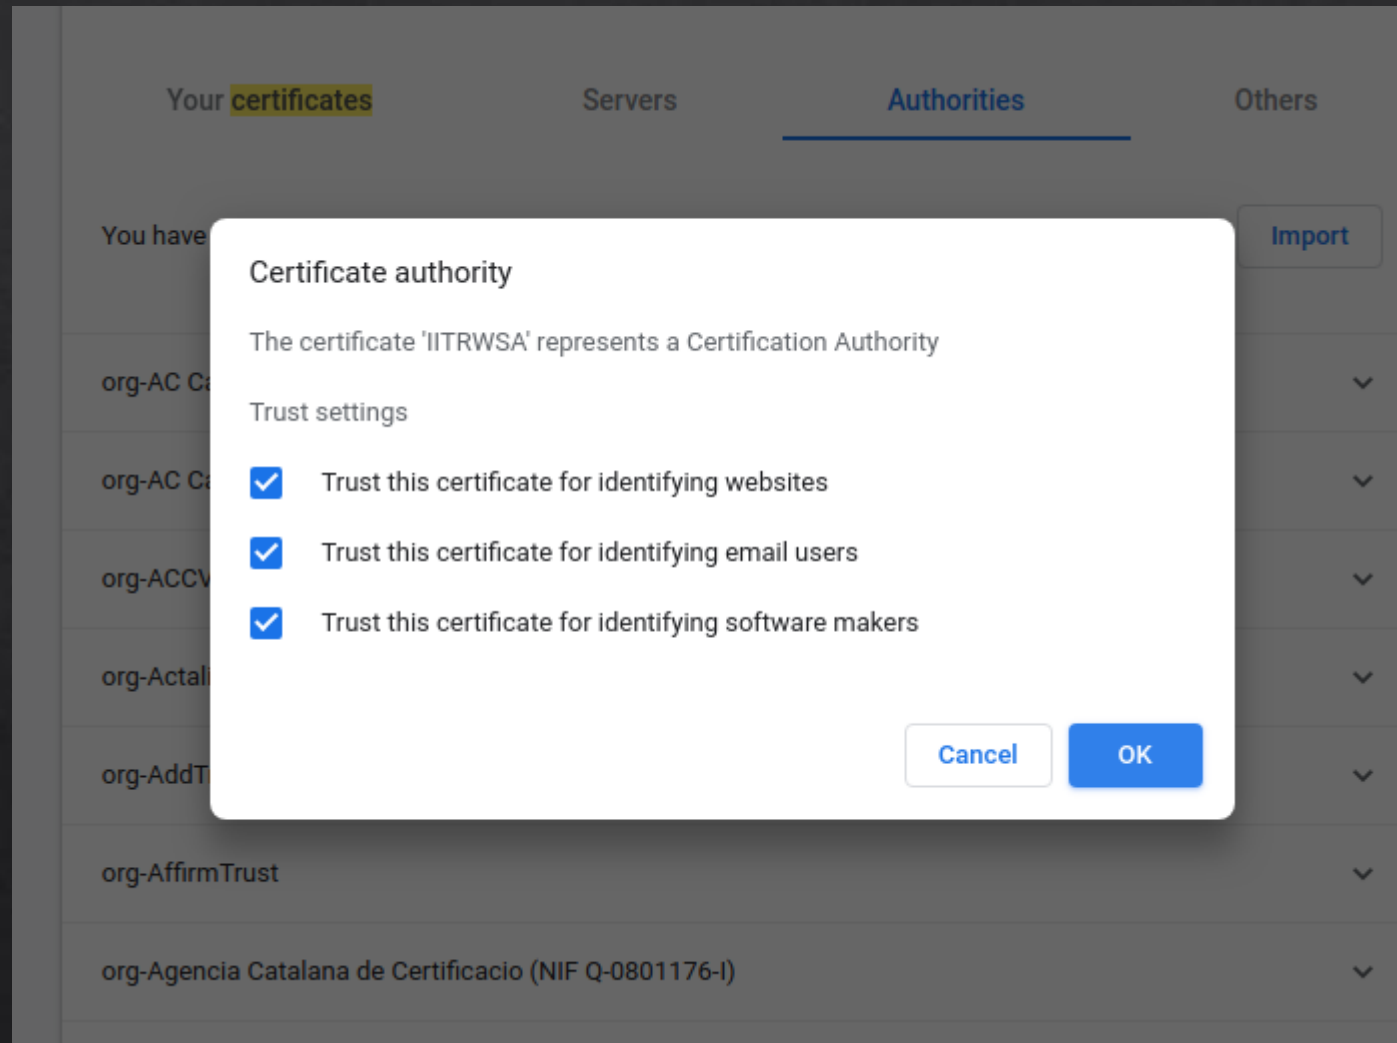 Your certificates
Servers
Authorities
Others
You have
Import
Certificate authority
The certificate 'IITRWSA' represents a Certification Authority
Trust settings
Trust this certificate for identifying websites
Trust this certificate for identifying email users
Trust this certificate for identifying software makers
Cancel
OK
org-AC
org-AC
org-ACCV
org-Actali
org-AddT
org-AffirmTrust
org-Agencia Catalana de Certificacio (NIF Q-0801176-I)